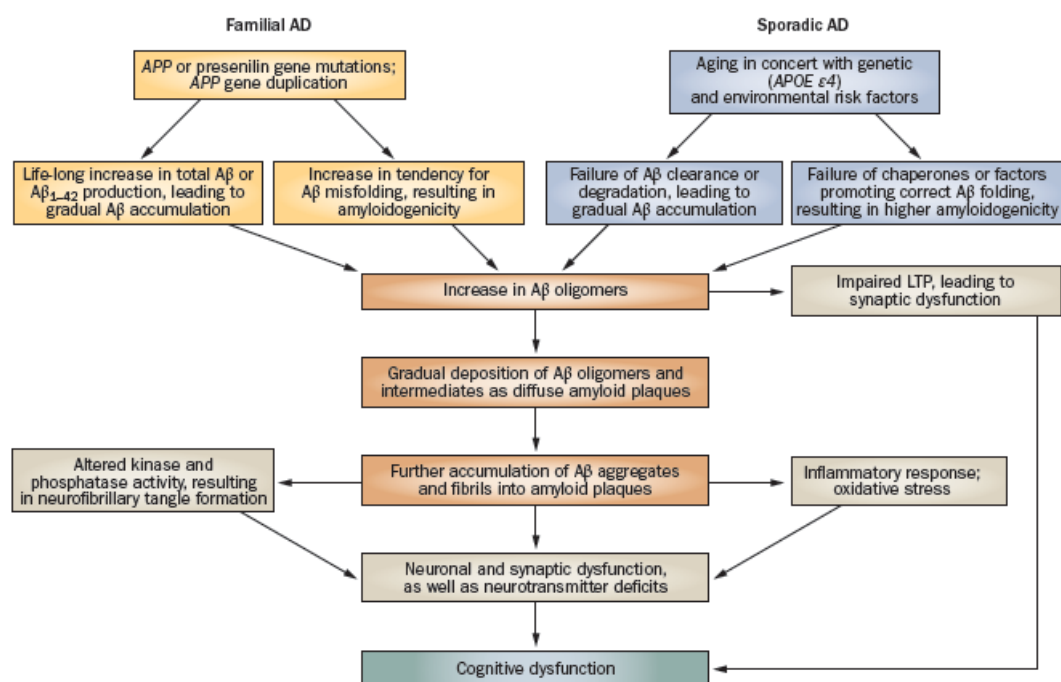 Familial AD
Sporadic AD
APP or presenilin gene mutations;
APP gene duplication
Aging in concert with genetic
(APOE ε4)
and environmental risk factors
Life-long increase in total Aβ or
Aβ1–42 production, leading to
gradual Aβ accumulation
Increase in tendency for
Aβ misfolding, resulting in
amyloidogenicity
Failure of Aβ clearance or
degradation, leading to
gradual Aβ accumulation
Failure of chaperones or factors
promoting correct Aβ folding,
resulting in higher amyloidogenicity
Increase in Aβ oligomers
Impaired LTP, leading to
synaptic dysfunction
Gradual deposition of Aβ oligomers and
intermediates as diffuse amyloid plaques
Altered kinase and
phosphatase activity, resulting
in neurofibrillary tangle formation
Further accumulation of Aβ aggregates
and fibrils into amyloid plaques
Inflammatory response;
oxidative stress
Neuronal and synaptic dysfunction,
as well as neurotransmitter deficits
Cognitive dysfunction